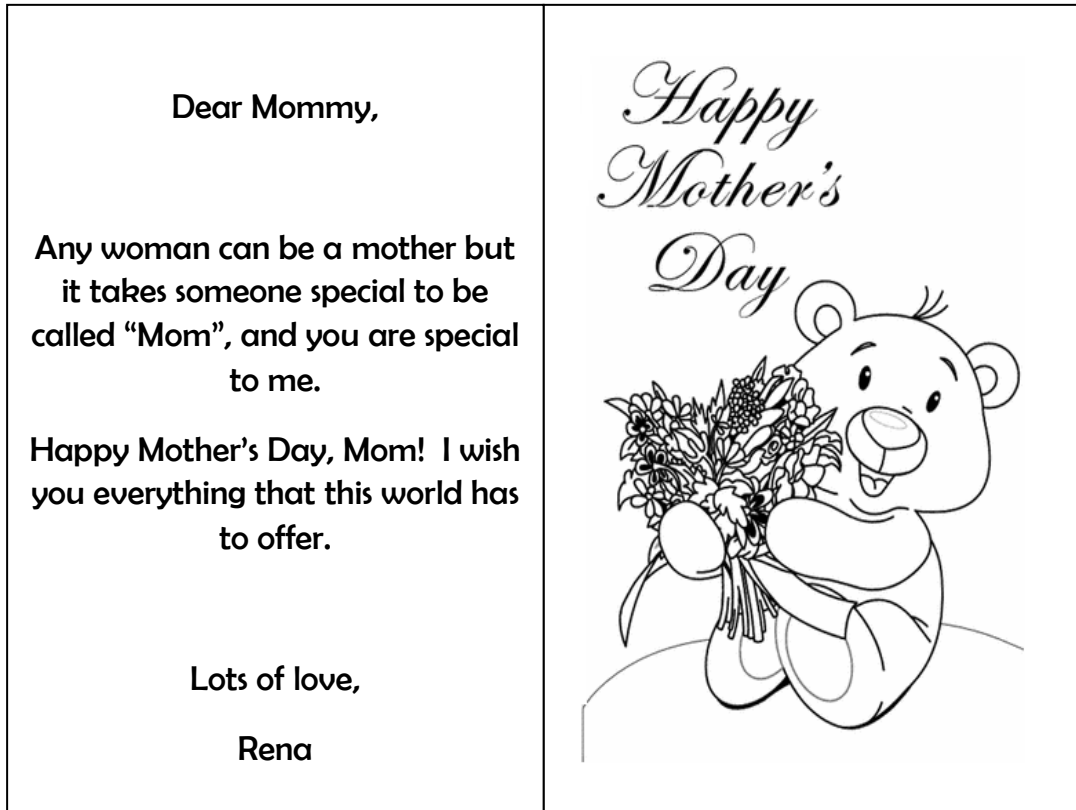 Dear Mommy,
Any woman can be a mother but
it takes someone special to be
called “Mom”, and you are special
to me.
Happy Mother’s Day, Mom!  I wish
you everything that this world has
to offer.
Lots of love,
Rena
Happy
Mother’s
Day